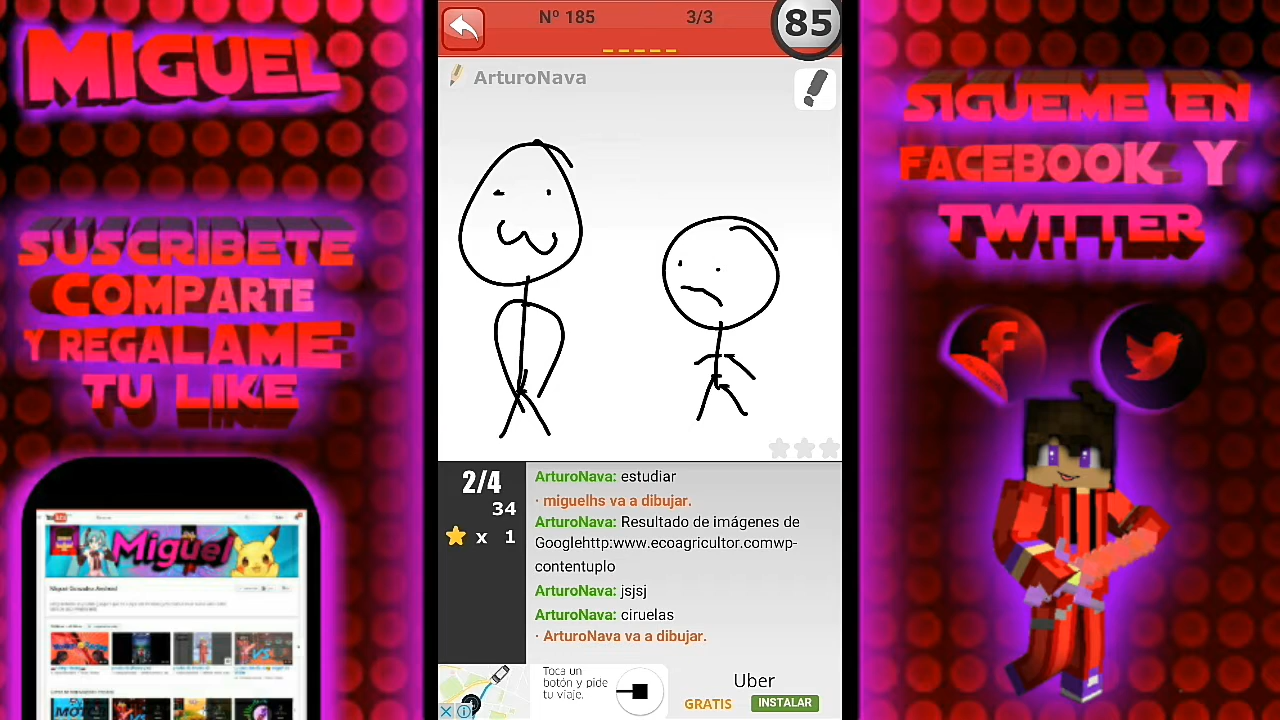 MIGUEL
SUSCRIBETE
COMPARTE
Y REGALAME
TU LIKE
Miguel
Nº 185
3/3
85
_ _ _ _ _
ArturoNava
2/4
34
x 1
ArturoNava: estudiar
· miguelhs va a dibujar.
ArturoNava: Resultado de imágenes de
Googlehttp:www.ecoagricultor.comwp-
contentuplo
ArturoNava: jsjsj
ArturoNava: ciruelas
· ArturoNava va a dibujar.
Toca un
botón y pide
tu viaje.
Uber
GRATIS
INSTALAR
SIGUEME EN
FACEBOOK Y
TWITTER